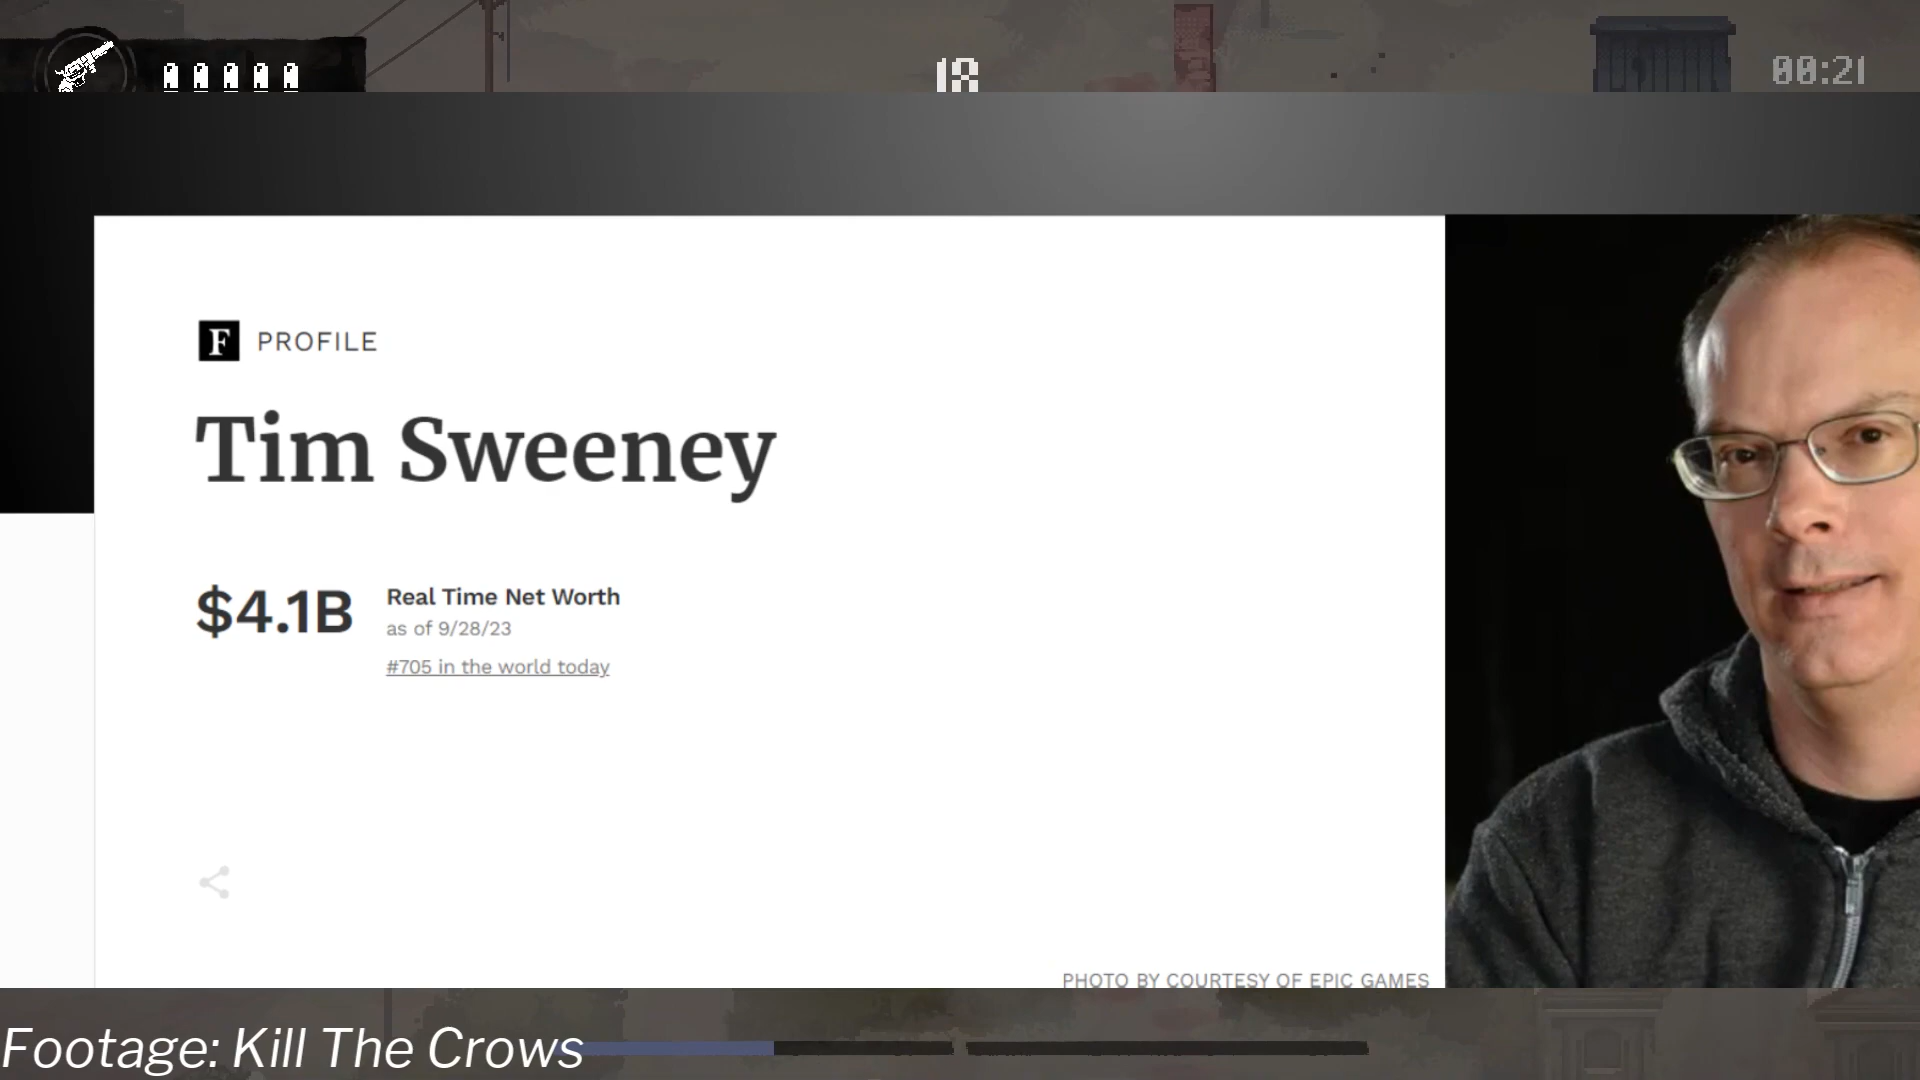 18
00:21
F PROFILE
Tim Sweeney
$4.1B
Real Time Net Worth
as of 9/28/23
#705 in the world today
PHOTO BY COURTESY OF EPIC GAMES
Footage: Kill The Crows